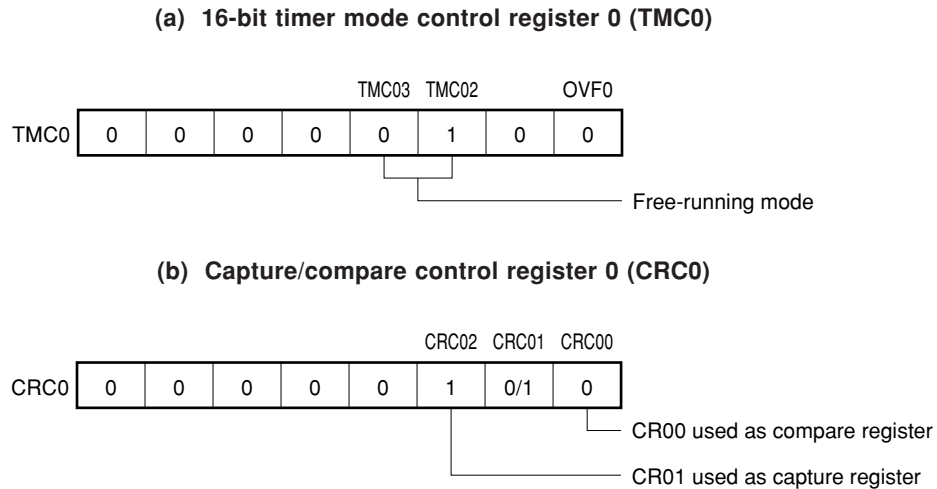 (a) 16-bit timer mode control register 0 (TMC0)
TMC03 TMC02 OVF0
TMC0 0 0 0 0 0 1 0 0
Free-running mode
(b) Capture/compare control register 0 (CRC0)
CRC02 CRC01 CRC00
CRC0 0 0 0 0 0 1 0/1 0
CR00 used as compare register
CR01 used as capture register